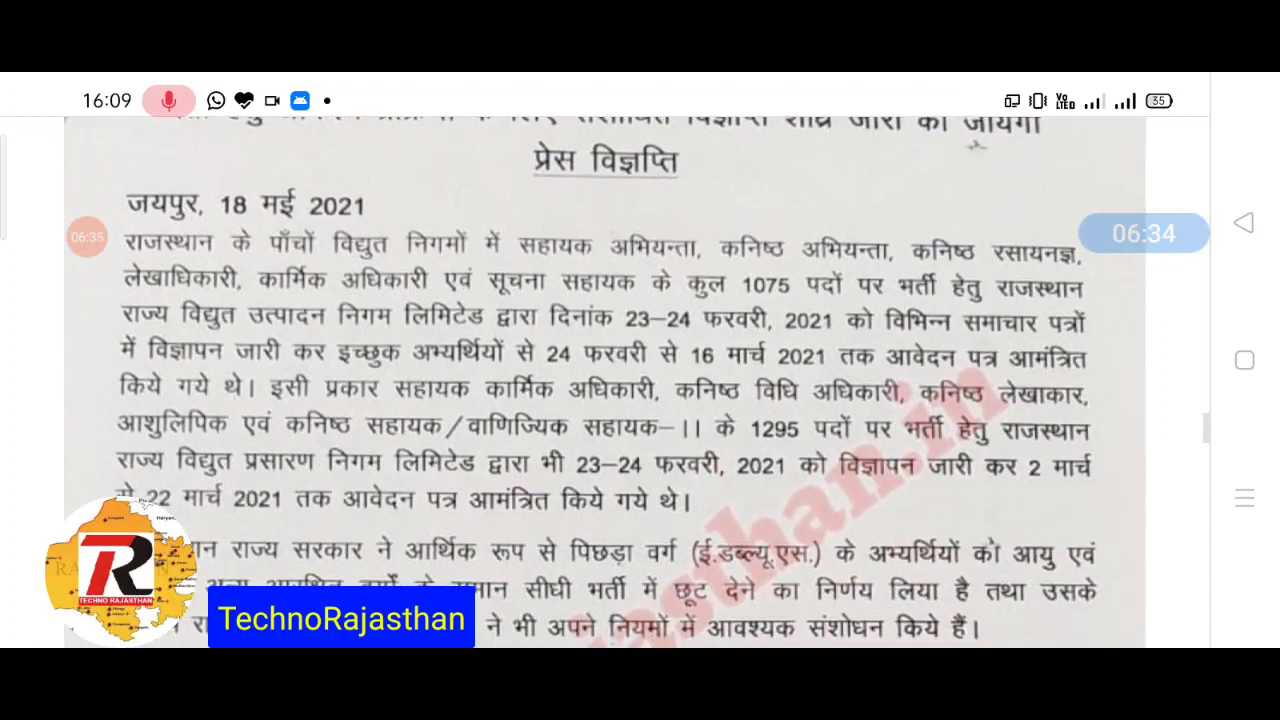 16:09
VO LTED
35
जारी की जायेगी
प्रेस विज्ञप्ति
जयपुर, 18 मई 2021
06:35
06:34
राजस्थान के पाँचों विद्युत निगमों में सहायक अभियन्ता, कनिष्ठ अभियन्ता, कनिष्ठ रसायनज्ञ,
लेखाधिकारी, कार्मिक अधिकारी एवं सूचना सहायक के कुल 1075 पदों पर भर्ती हेतु राजस्थान
राज्य विद्युत उत्पादन निगम लिमिटेड द्वारा दिनांक 23–24 फरवरी, 2021 को विभिन्न समाचार पत्रों
में विज्ञापन जारी कर इच्छुक अभ्यर्थियों से 24 फरवरी से 16 मार्च 2021 तक आवेदन पत्र आमंत्रित
किये गये थे। इसी प्रकार सहायक कार्मिक अधिकारी, कनिष्ठ विधि अधिकारी, कनिष्ठ लेखाकार,
आशुलिपिक एवं कनिष्ठ सहायक/वाणिज्यिक सहायक–।। के 1295 पदों पर भर्ती हेतु राजस्थान
राज्य विद्युत प्रसारण निगम लिमिटेड द्वारा भी 23–24 फरवरी, 2021 को विज्ञापन जारी कर 2 मार्च
से 22 मार्च 2021 तक आवेदन पत्र आमंत्रित किये गये थे।
राज्य सरकार ने आर्थिक रूप से पिछड़ा वर्ग (ई.डब्ल्यू.एस.) के अभ्यर्थियों को आयु एवं
सीधी भर्ती में छूट देने का निर्णय लिया है तथा उसके
ने भी अपने नियमों में आवश्यक संशोधन किये हैं।
asthan.in
TR
TECHNO RAJASTHAN
TechnoRajasthan